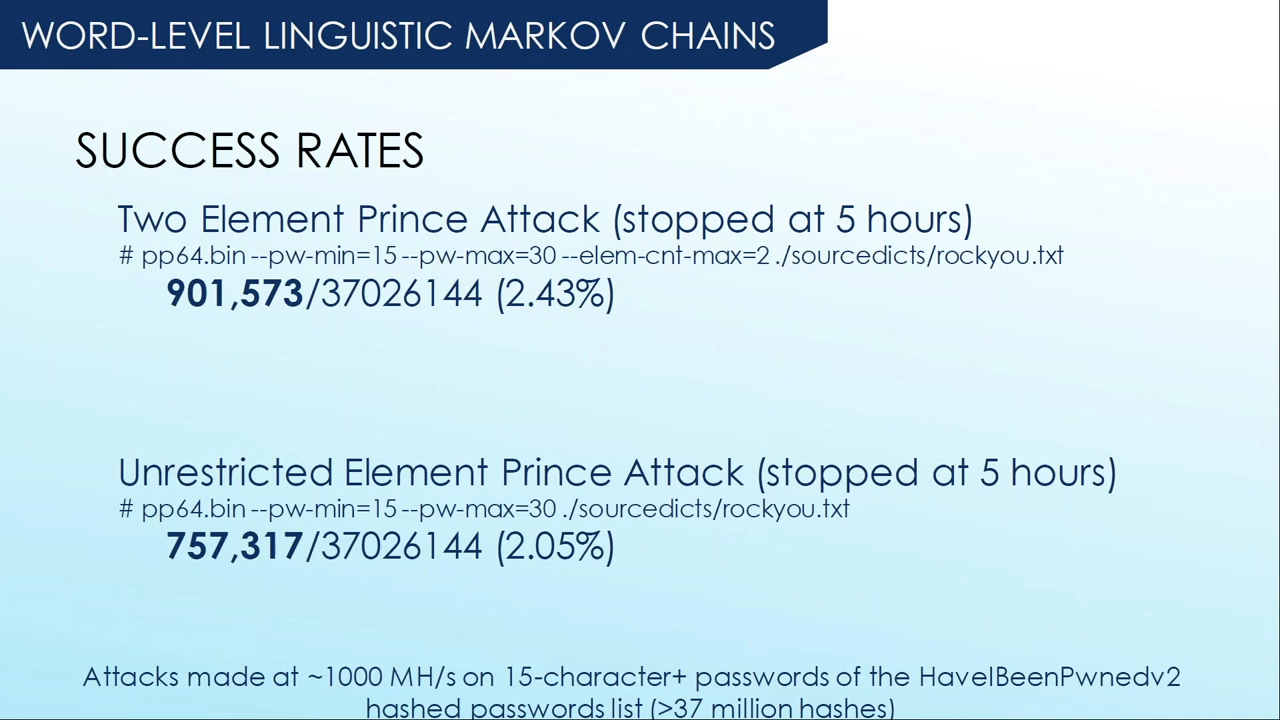 WORD-LEVEL LINGUISTIC MARKOV CHAINS
SUCCESS RATES
Two Element Prince Attack (stopped at 5 hours)
# pp64.bin --pw-min=15 --pw-max=30 --elem-cnt-max=2 ./sourcedicts/rockyou.txt
901,573/37026144 (2.43%)
Unrestricted Element Prince Attack (stopped at 5 hours)
# pp64.bin --pw-min=15 --pw-max=30 ./sourcedicts/rockyou.txt
757,317/37026144 (2.05%)
Attacks made at ~1000 MH/s on 15-character+ passwords of the HaveIBeenPwnedv2
hashed passwords list (>37 million hashes)